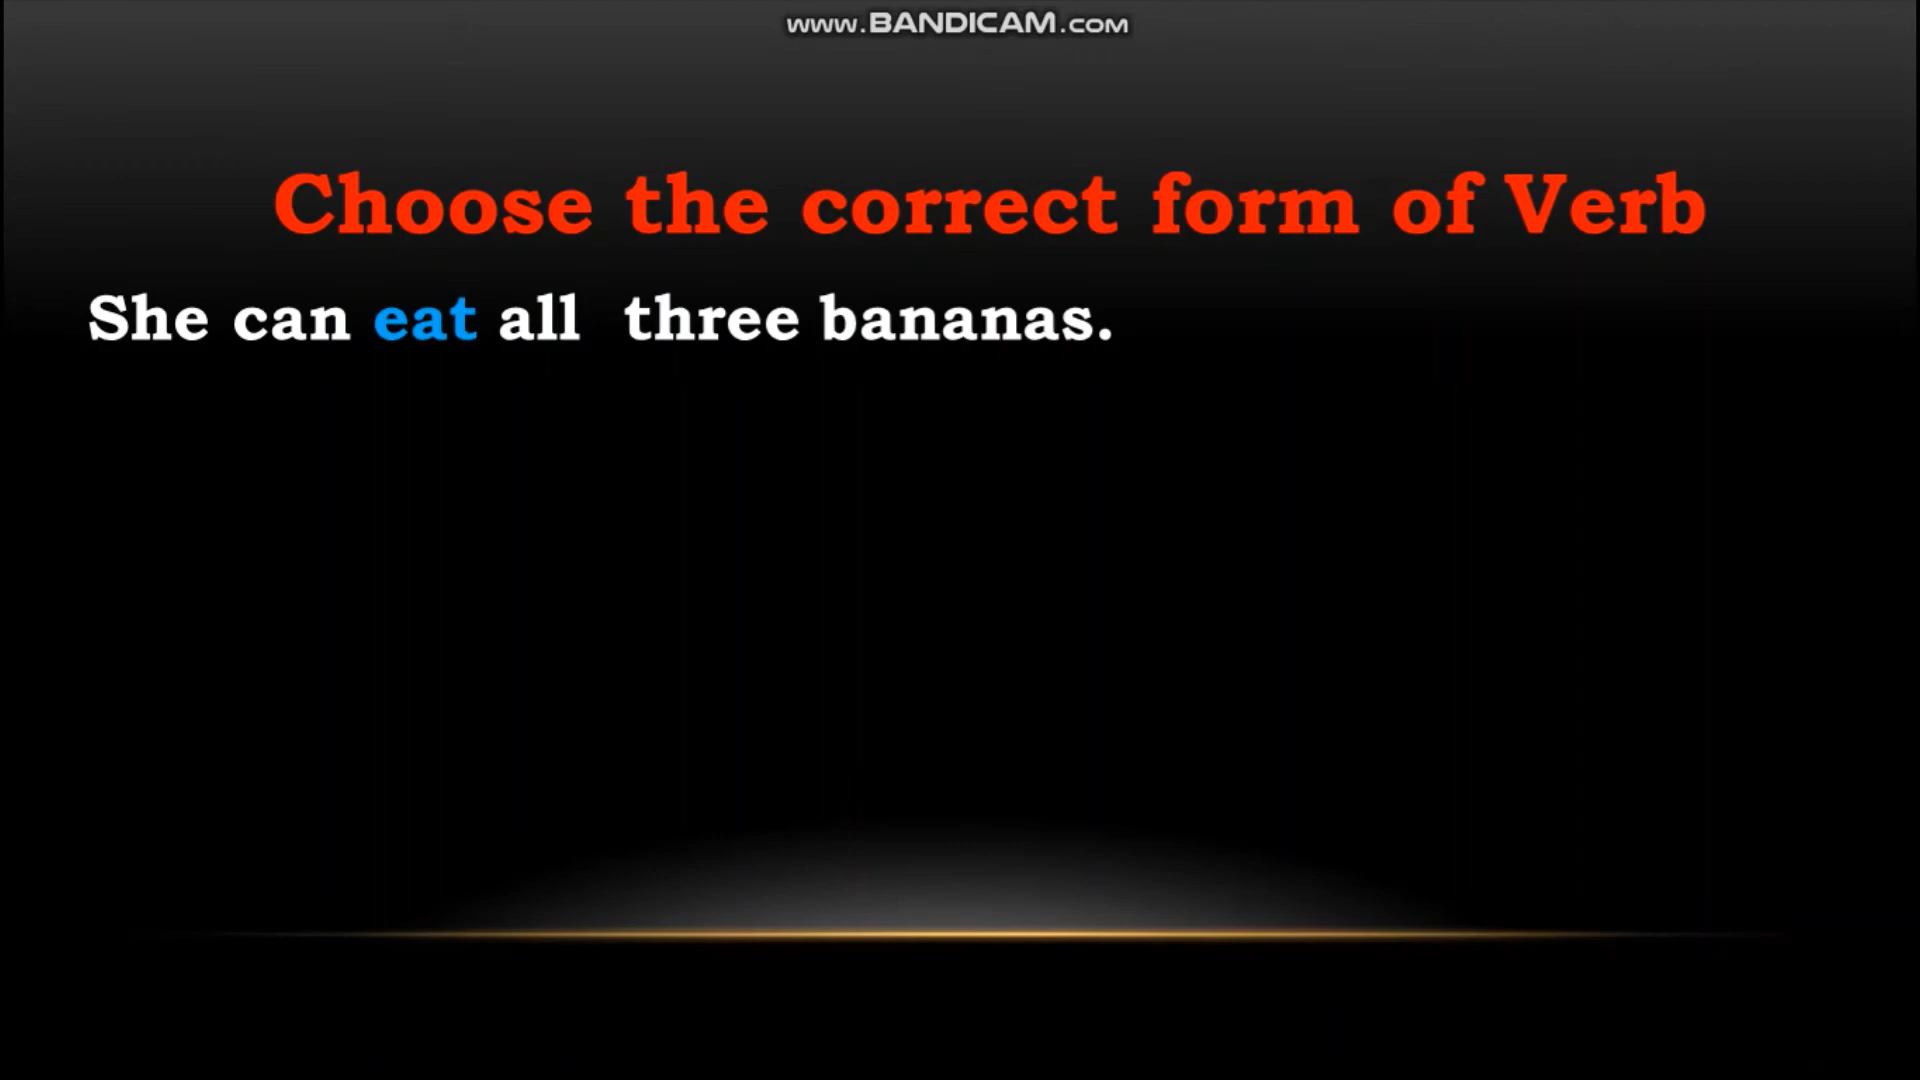 www.BANDICAM.com
Choose the correct form of Verb
She can eat all three bananas.